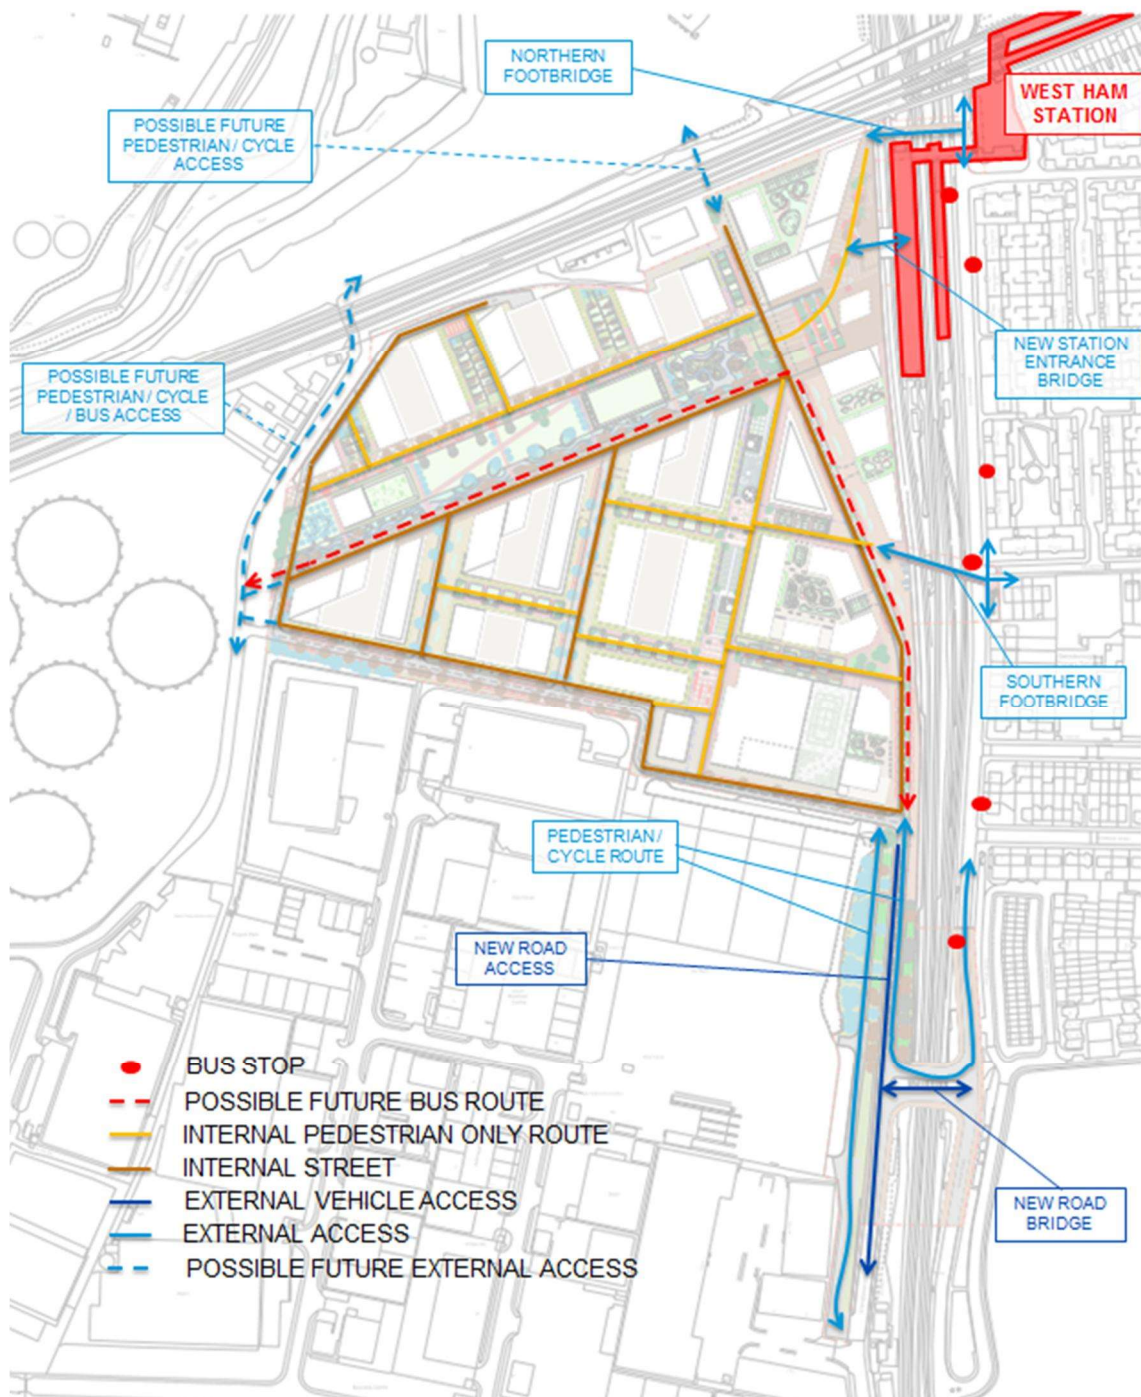 NORTHERN
FOOTBRIDGE
WEST HAM
STATION
POSSIBLE FUTURE
PEDESTRIAN / CYCLE
ACCESS
NEW STATION
ENTRANCE
BRIDGE
POSSIBLE FUTURE
PEDESTRIAN / CYCLE
/ BUS ACCESS
SOUTHERN
FOOTBRIDGE
PEDESTRIAN /
CYCLE ROUTE
NEW ROAD
ACCESS
NEW ROAD
BRIDGE
BUS STOP
POSSIBLE FUTURE BUS ROUTE
INTERNAL PEDESTRIAN ONLY ROUTE
INTERNAL STREET
EXTERNAL VEHICLE ACCESS
EXTERNAL ACCESS
POSSIBLE FUTURE EXTERNAL ACCESS